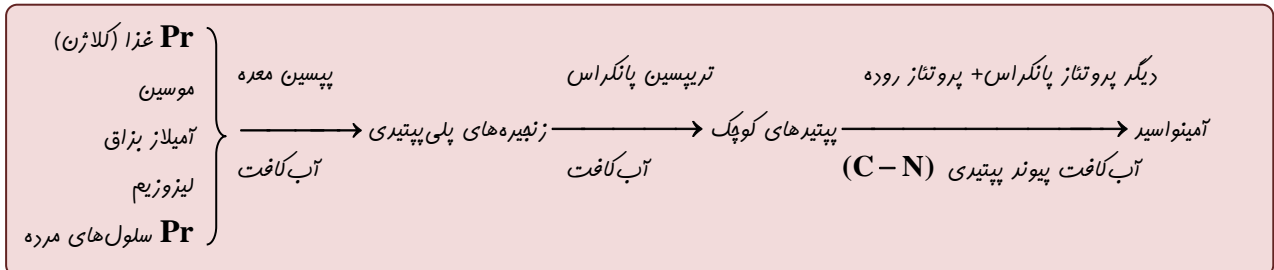 Pr غذا (کلاژن)
موسین
آمیلاز بزاق
لیزوزیم
Pr سلول‌های مرده
پپسین معده
آب‌کافت
زنجیره‌های پلی‌پپتیدی
تریپسین پانکراس
آب‌کافت
پپتیدهای کوچک
دیگر پروتئاز پانکراس+ پروتئاز روده
آب‌کافت پیوند پپتیدی (C – N)
آمینواسید